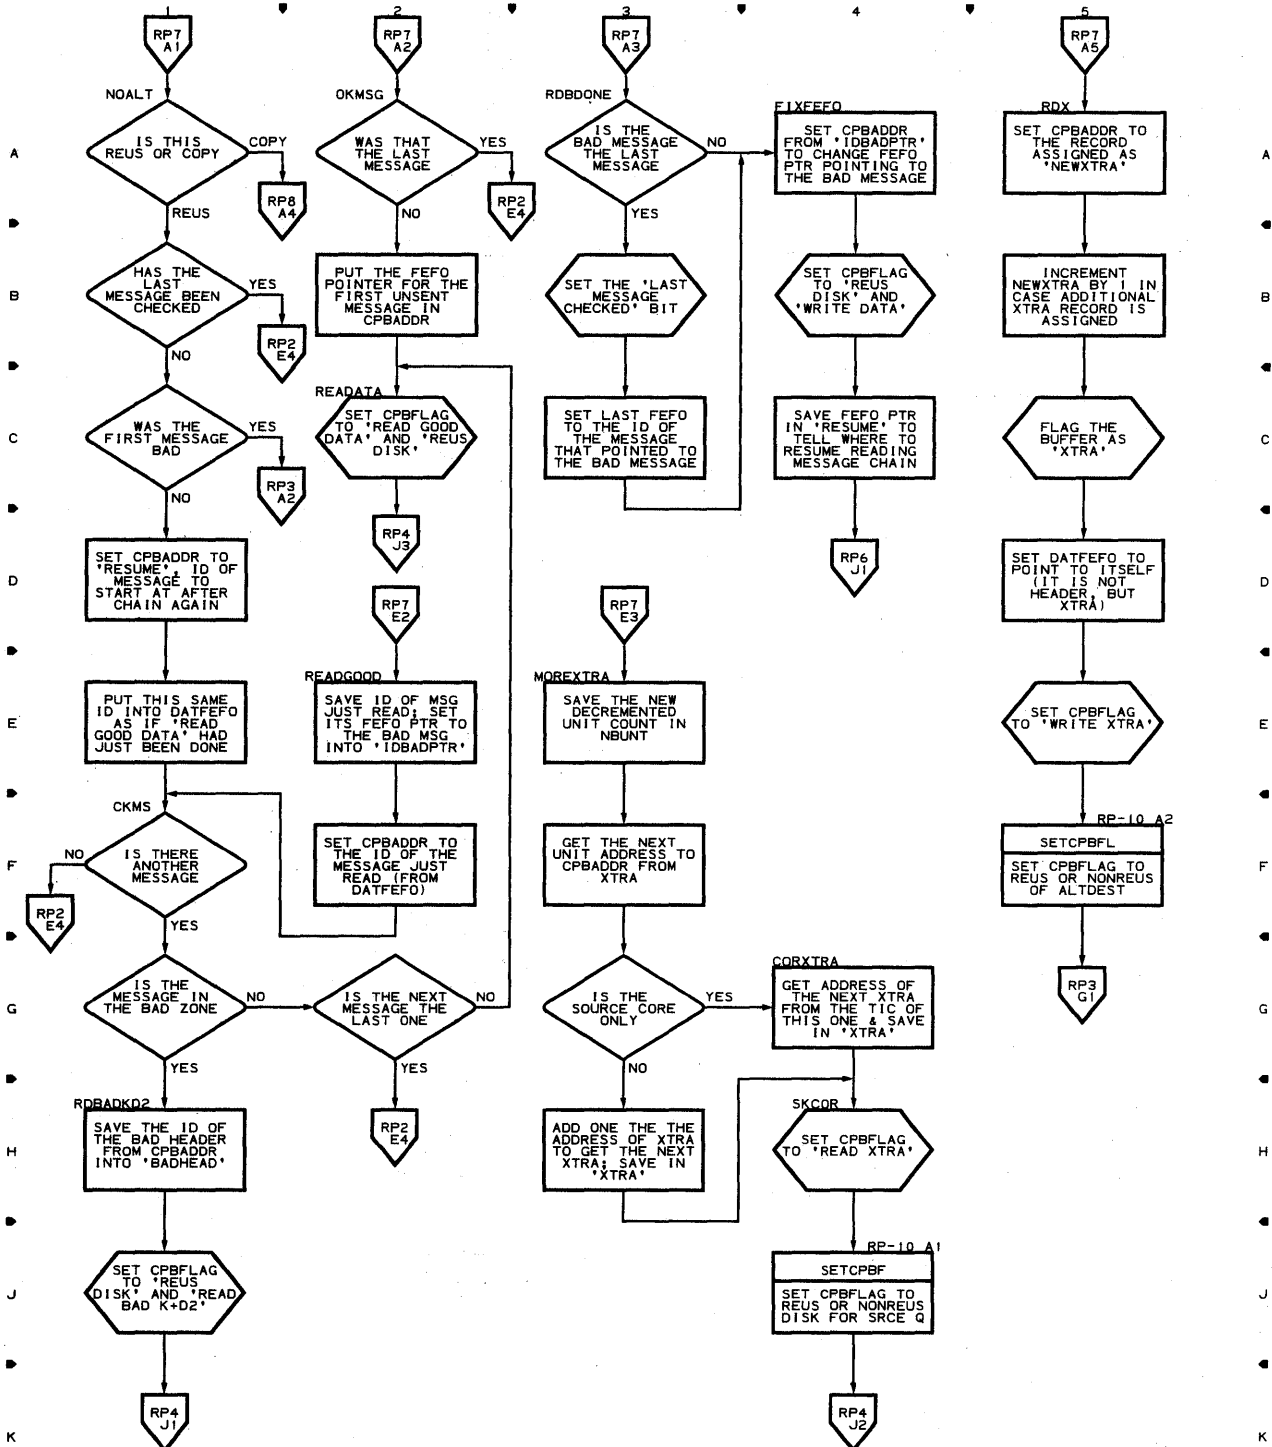 1
2
3
4
5
RP7
A1
RP7
A2
RP7
A3
RP7
A5
NOALT
IS THIS
REUS OR COPY
COPY
RP8
A4
REUS
HAS THE
LAST
MESSAGE BEEN
CHECKED
YES
RP2
E4
NO
WAS THE
FIRST MESSAGE
BAD
YES
RP3
A2
NO
SET CPBADDR TO
'RESUME', ID OF
MESSAGE TO
START AT AFTER
CHAIN AGAIN
PUT THIS SAME
ID INTO DATFEFO
AS IF 'READ
GOOD DATA' HAD
JUST BEEN DONE
CKMS
IS THERE
ANOTHER
MESSAGE
NO
RP2
E4
YES
IS THE
MESSAGE IN
THE BAD ZONE
NO
YES
RDBADKD2
SAVE THE ID OF
THE BAD HEADER
FROM CPBADDR
INTO 'BADHEAD'
SET CPBFLAG
TO 'REUS
DISK' AND 'READ
BAD K+D2'
RP4
J1
OKMSG
WAS THAT
THE LAST
MESSAGE
YES
RP2
E4
NO
PUT THE FEFO
POINTER FOR THE
FIRST UNSENT
MESSAGE IN
CPBADDR
READATA
SET CPBFLAG
TO 'READ GOOD
DATA' AND 'REUS
DISK'
RP4
J3
RP7
E2
READGOOD
SAVE ID OF MSG
JUST READ; SET
ITS FEFO PTR TO
THE BAD MSG
INTO 'IDBADPTR'
SET CPBADDR TO
THE ID OF THE
MESSAGE JUST
READ (FROM
DATFEFO)
IS THE NEXT
MESSAGE THE
LAST ONE
NO
YES
RP2
E4
RDBDONE
IS THE
BAD MESSAGE
THE LAST
MESSAGE
NO
YES
SET THE 'LAST
MESSAGE
CHECKED' BIT
SET LAST FEFO
TO THE ID OF
THE MESSAGE
THAT POINTED TO
THE BAD MESSAGE
RP7
E3
MOREXTRA
SAVE THE NEW
DECREMENTED
UNIT COUNT IN
NBUNT
GET THE NEXT
UNIT ADDRESS TO
CPBADDR FROM
XTRA
IS THE
SOURCE CORE
ONLY
YES
NO
ADD ONE THE THE
ADDRESS OF XTRA
TO GET THE NEXT
XTRA; SAVE IN
'XTRA'
FIXFEFO
SET CPBADDR
FROM 'IDBADPTR'
TO CHANGE FEFO
PTR POINTING TO
THE BAD MESSAGE
SET CPBFLAG
TO 'REUS
DISK' AND
'WRITE DATA'
SAVE FEFO PTR
IN 'RESUME' TO
TELL WHERE TO
RESUME READING
MESSAGE CHAIN
RP6
J1
CORXTRA
GET ADDRESS OF
THE NEXT XTRA
FROM THE TIC OF
THIS ONE & SAVE
IN 'XTRA'
SKCOR
SET CPBFLAG
TO 'READ XTRA'
RP-10 A1
SETCPBF
SET CPBFLAG TO
REUS OR NONREUS
DISK FOR SRCE Q
RP4
J2
RDX
SET CPBADDR TO
THE RECORD
ASSIGNED AS
'NEWXTRA'
INCREMENT
NEWXTRA BY 1 IN
CASE ADDITIONAL
XTRA RECORD IS
ASSIGNED
FLAG THE
BUFFER AS
'XTRA'
SET DATFEFO TO
POINT TO ITSELF
(IT IS NOT
HEADER, BUT
XTRA)
SET CPBFLAG
TO 'WRITE XTRA'
RP-10 A2
SETCPBFL
SET CPBFLAG TO
REUS OR NONREUS
OF ALTDEST
RP3
G1
A
B
C
D
E
F
G
H
J
K
A
B
C
D
E
F
G
H
J
K